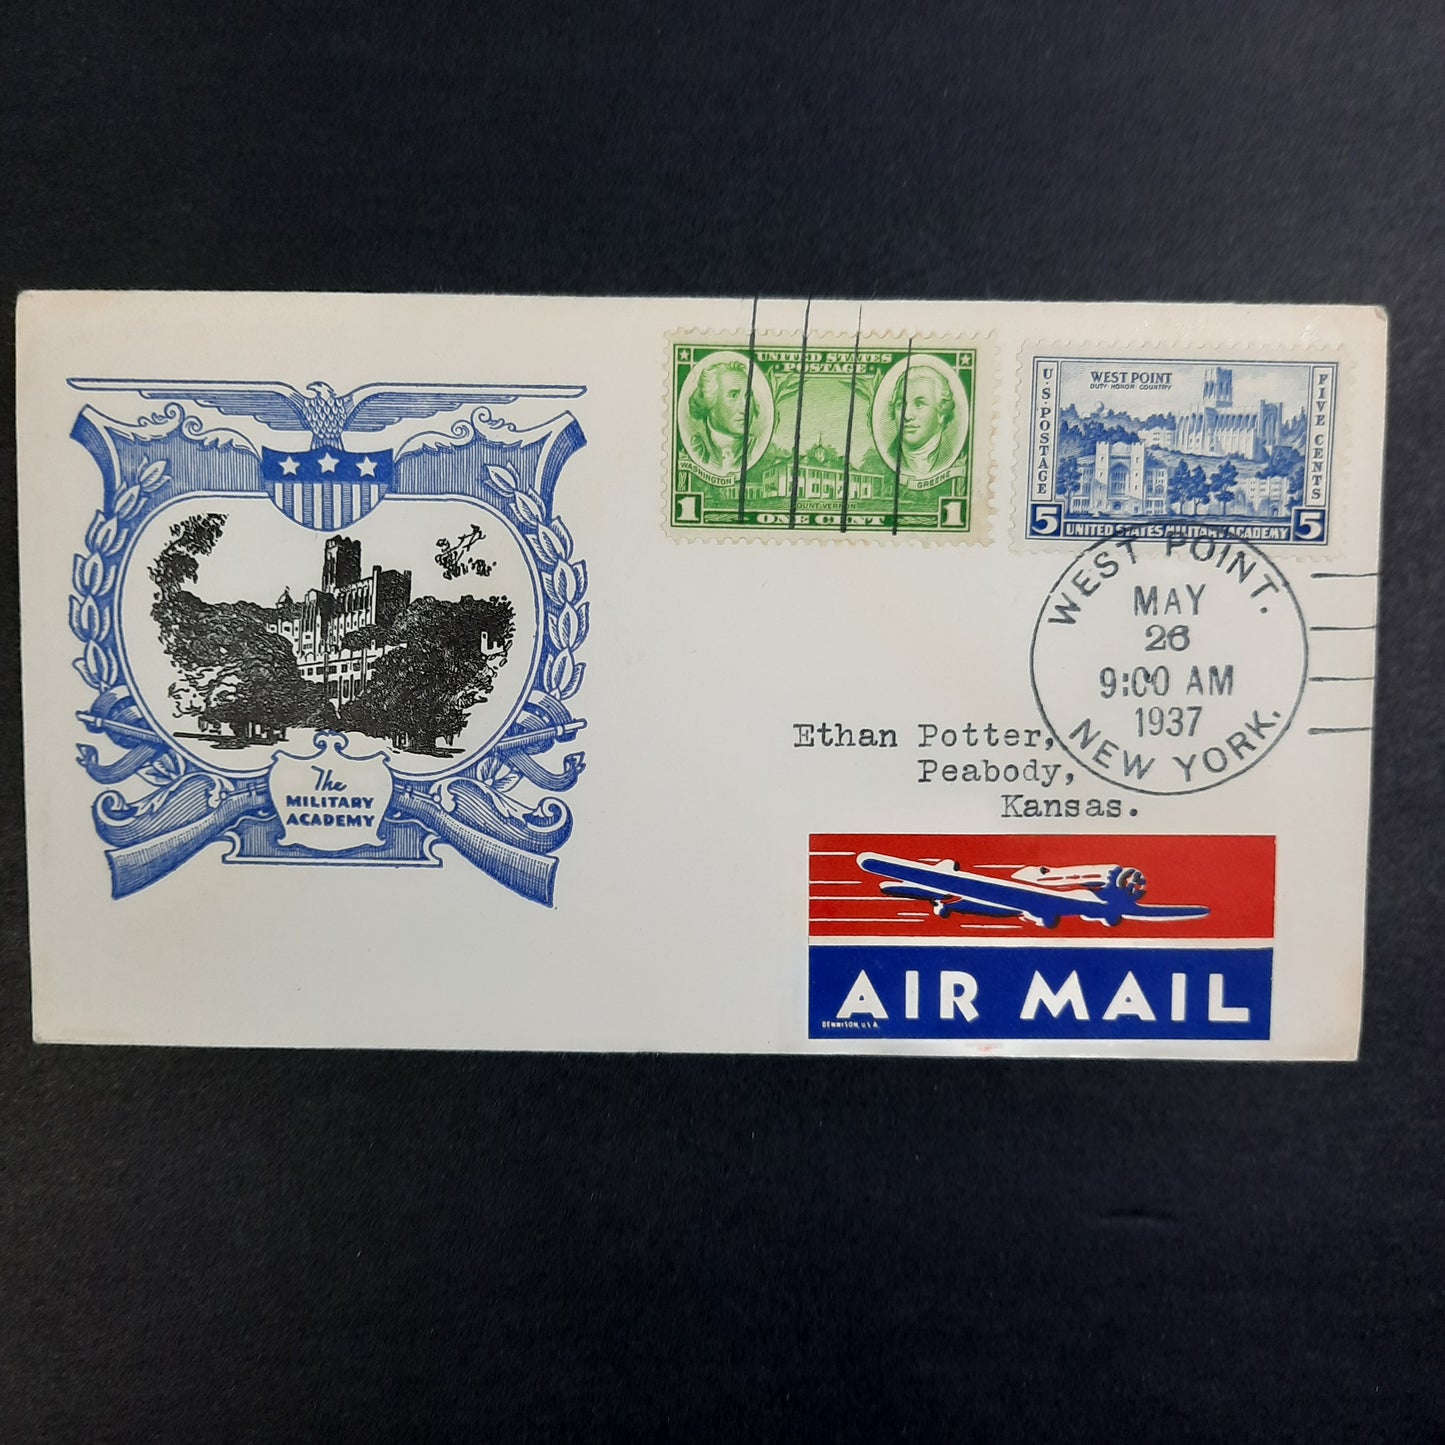 UNITED STATES
POSTAGE
WASHINGTON
GREENE
MOUNT VERNON
1 ONE CENT 1
U.S. POSTAGE
WEST POINT
DUTY·HONOR·COUNTRY
FIVE CENTS
5 UNITED STATES MILITARY ACADEMY 5
WEST POINT.
MAY
26
9:00 AM
1937
NEW YORK.
The
MILITARY
ACADEMY
Ethan Potter,
Peabody,
Kansas.
AIR MAIL
DENNISON, U.S.A.